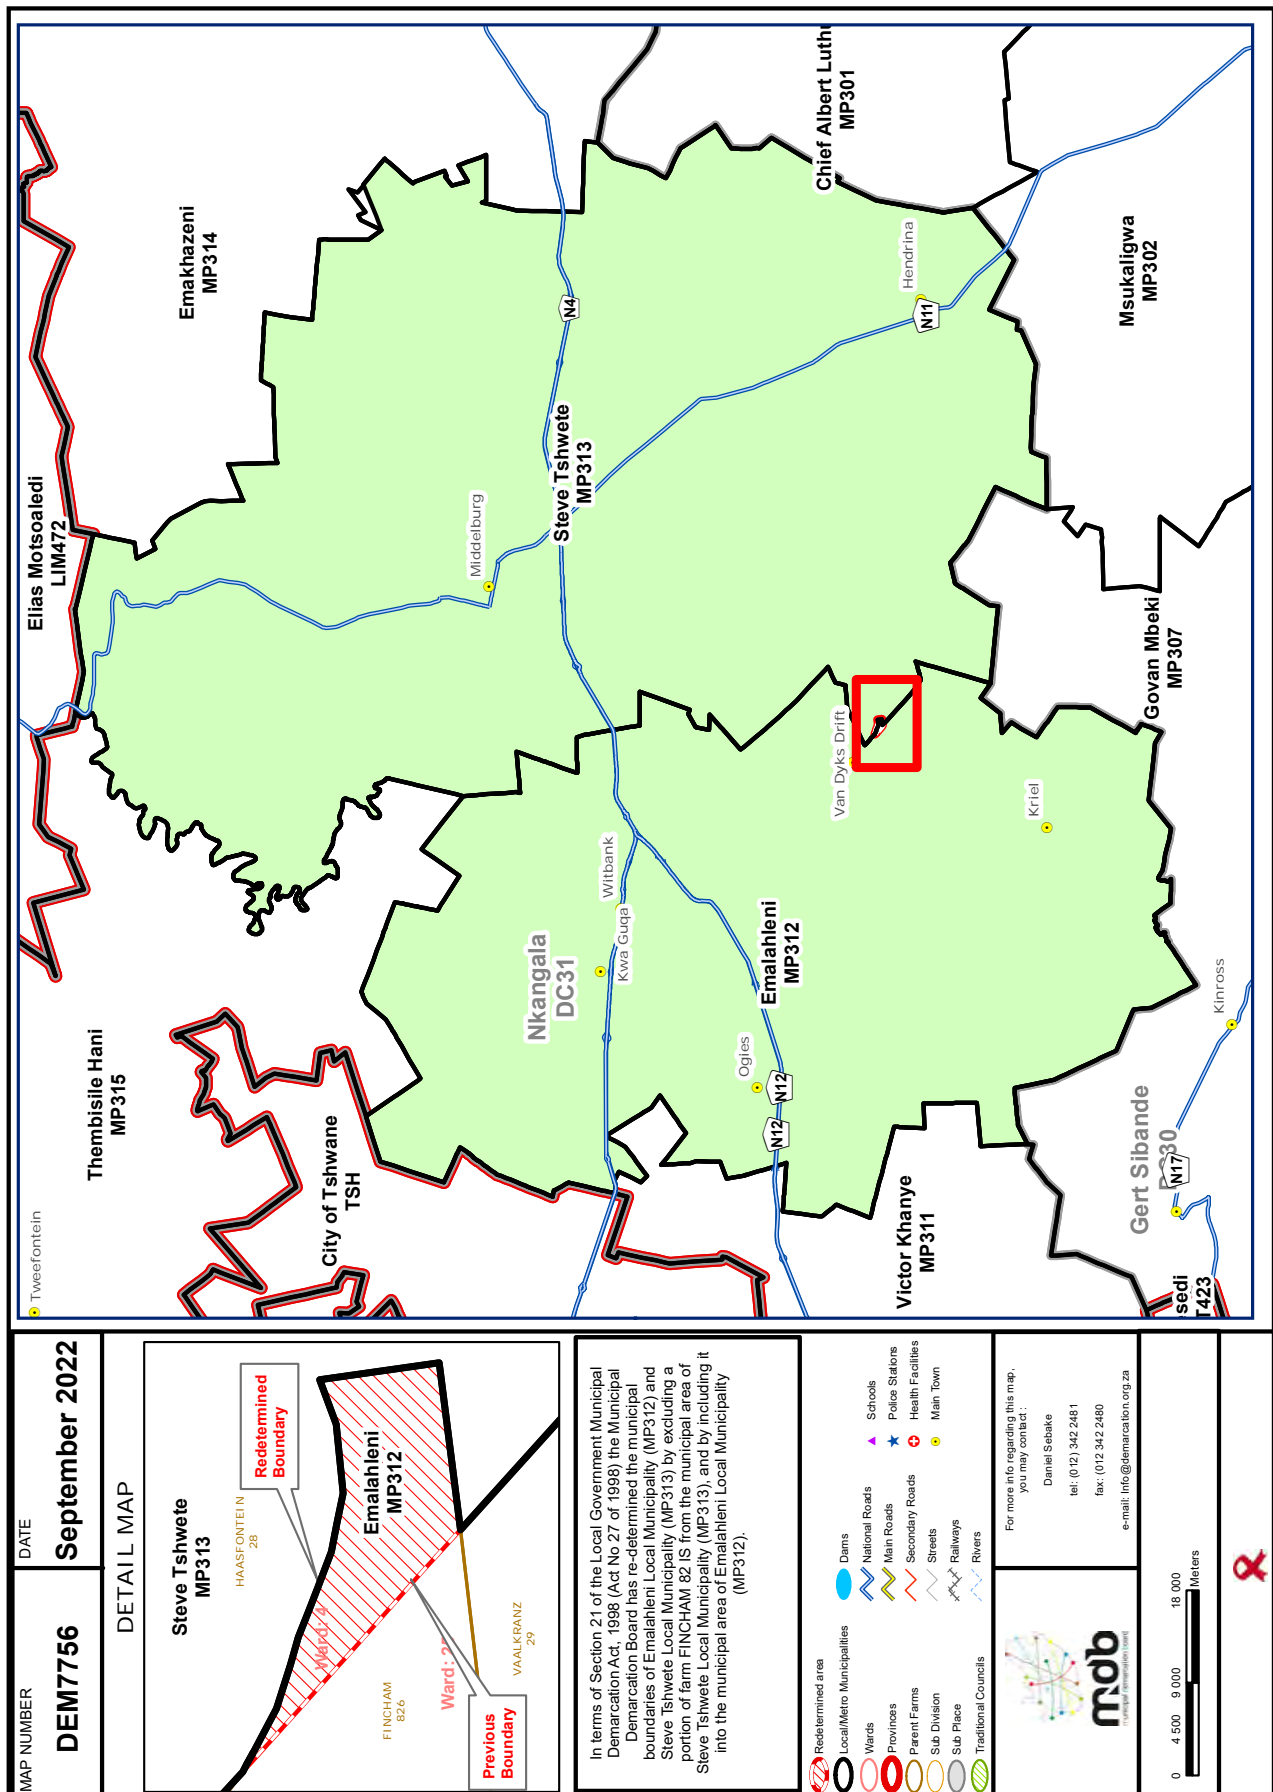 MAP NUMBER
DEM7756
DATE
September 2022
DETAIL MAP
Steve Tshwete
MP313
HAASFONTEIN
28
Redetermined
Boundary
Emalahleni
MP312
Ward: 4
FINCHAM
826
Ward: 2
VAALKRANZ
29
Previous
Boundary
In terms of Section 21 of the Local Government Municipal
Demarcation Act, 1998 (Act No 27 of 1998) the Municipal
Demarcation Board has re-determined the municipal
boundaries of Emalahleni Local Municipality (MP312) and
Steve Tshwete Local Municipality (MP313) by excluding a
portion of farm FINCHAM 82 IS from the municipal area of
Steve Tshwete Local Municipality (MP313), and by including it
into the municipal area of Emalahleni Local Municipality
(MP312).
Redetermined area
Local/Metro Municipalities
Wards
Provinces
Parent Farms
Sub Division
Sub Place
Traditional Councils
Dams
National Roads
Main Roads
Secondary Roads
Streets
Railways
Rivers
Schools
Police Stations
Health Facilities
Main Town
mdb
municipal demarcation board
For more info regarding this map,
you may contact :
Daniel Sebake
tel: (012) 342 2481
fax: (012 342 2480
e-mail: Info@demarcation.org.za
0 4 500 9 000 18 000
Meters
Tweefontein
Thembisile Hani
MP315
Elias Motsoaledi
LIM472
Emakhazeni
MP314
City of Tshwane
TSH
Nkangala
DC31
Kwa Guqa
Witbank
Middelburg
N4
Steve Tshwete
MP313
Chief Albert Luthu
MP301
Hendrina
N11
Msukaligwa
MP302
Ogies
N12
N12
Emalahleni
MP312
Van Dyks Drift
Kriel
Govan Mbeki
MP307
Victor Khanye
MP311
Gert Sibande
DC30
N17
Kinross
sedi
T423